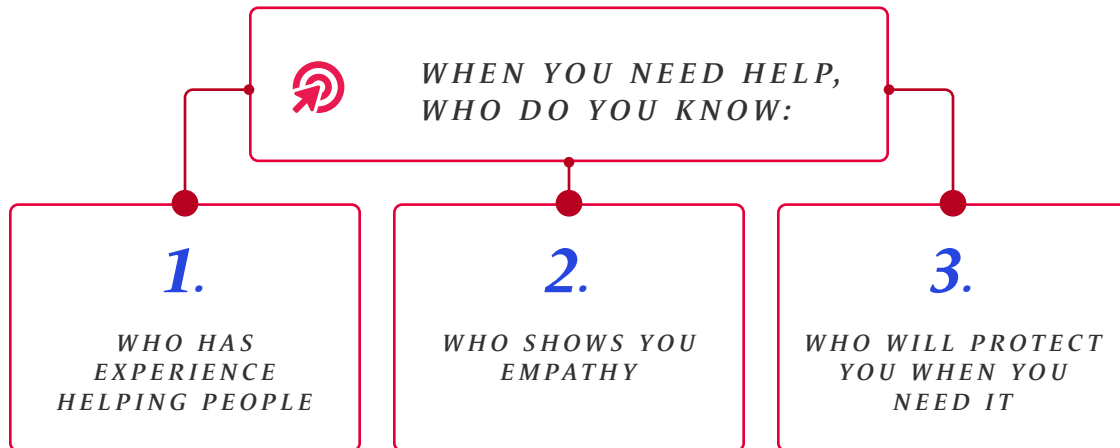 WHEN YOU NEED HELP,
WHO DO YOU KNOW:
1.
WHO HAS
EXPERIENCE
HELPING PEOPLE
2.
WHO SHOWS YOU
EMPATHY
3.
WHO WILL PROTECT
YOU WHEN YOU
NEED IT